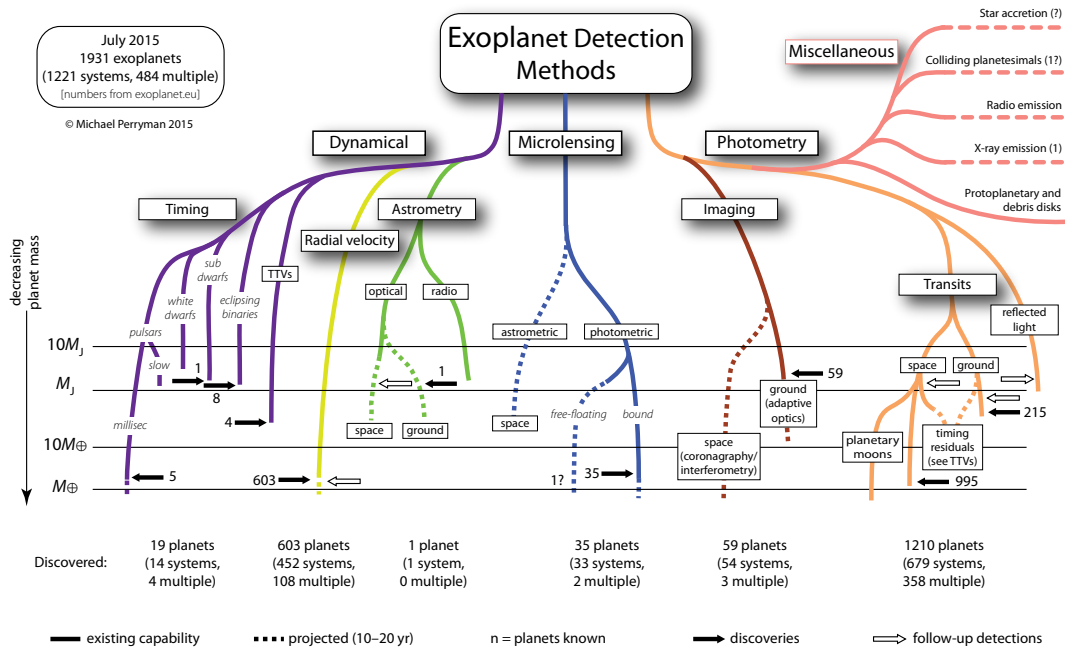 Exoplanet Detection
Methods
July 2015
1931 exoplanets
(1221 systems, 484 multiple)
[numbers from exoplanet.eu]
© Michael Perryman 2015
Miscellaneous
Star accretion (?)
Colliding planetesimals (1?)
Radio emission
X-ray emission (1)
Protoplanetary and
debris disks
Dynamical
Microlensing
Photometry
Timing
Astrometry
Imaging
Radial velocity
TTVs
Transits
decreasing
planet mass
sub
dwarfs
white
dwarfs
eclipsing
binaries
pulsars
slow
millisec
optical
radio
astrometric
photometric
reflected
light
10M_J
M_J
10M⊕
M⊕
1
8
4
5
603
1
space
ground
space
free-floating
bound
1?
35
59
ground
(adaptive
optics)
space
(coronagraphy/
interferometry)
space
ground
215
planetary
moons
timing
residuals
(see TTVs)
995
Discovered:
19 planets
(14 systems,
4 multiple)
603 planets
(452 systems,
108 multiple)
1 planet
(1 system,
0 multiple)
35 planets
(33 systems,
2 multiple)
59 planets
(54 systems,
3 multiple)
1210 planets
(679 systems,
358 multiple)
existing capability
projected (10–20 yr)
n = planets known
discoveries
follow-up detections